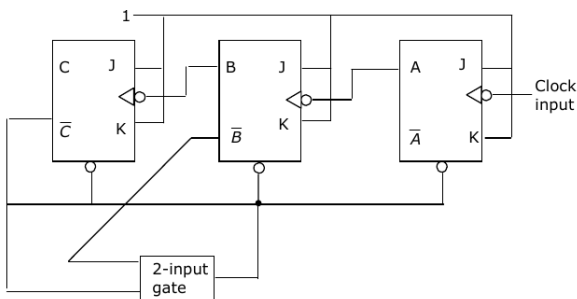 1
C J
C̅ K
B J
B̅ K
A J
A̅ K
Clock
input
2-input
gate